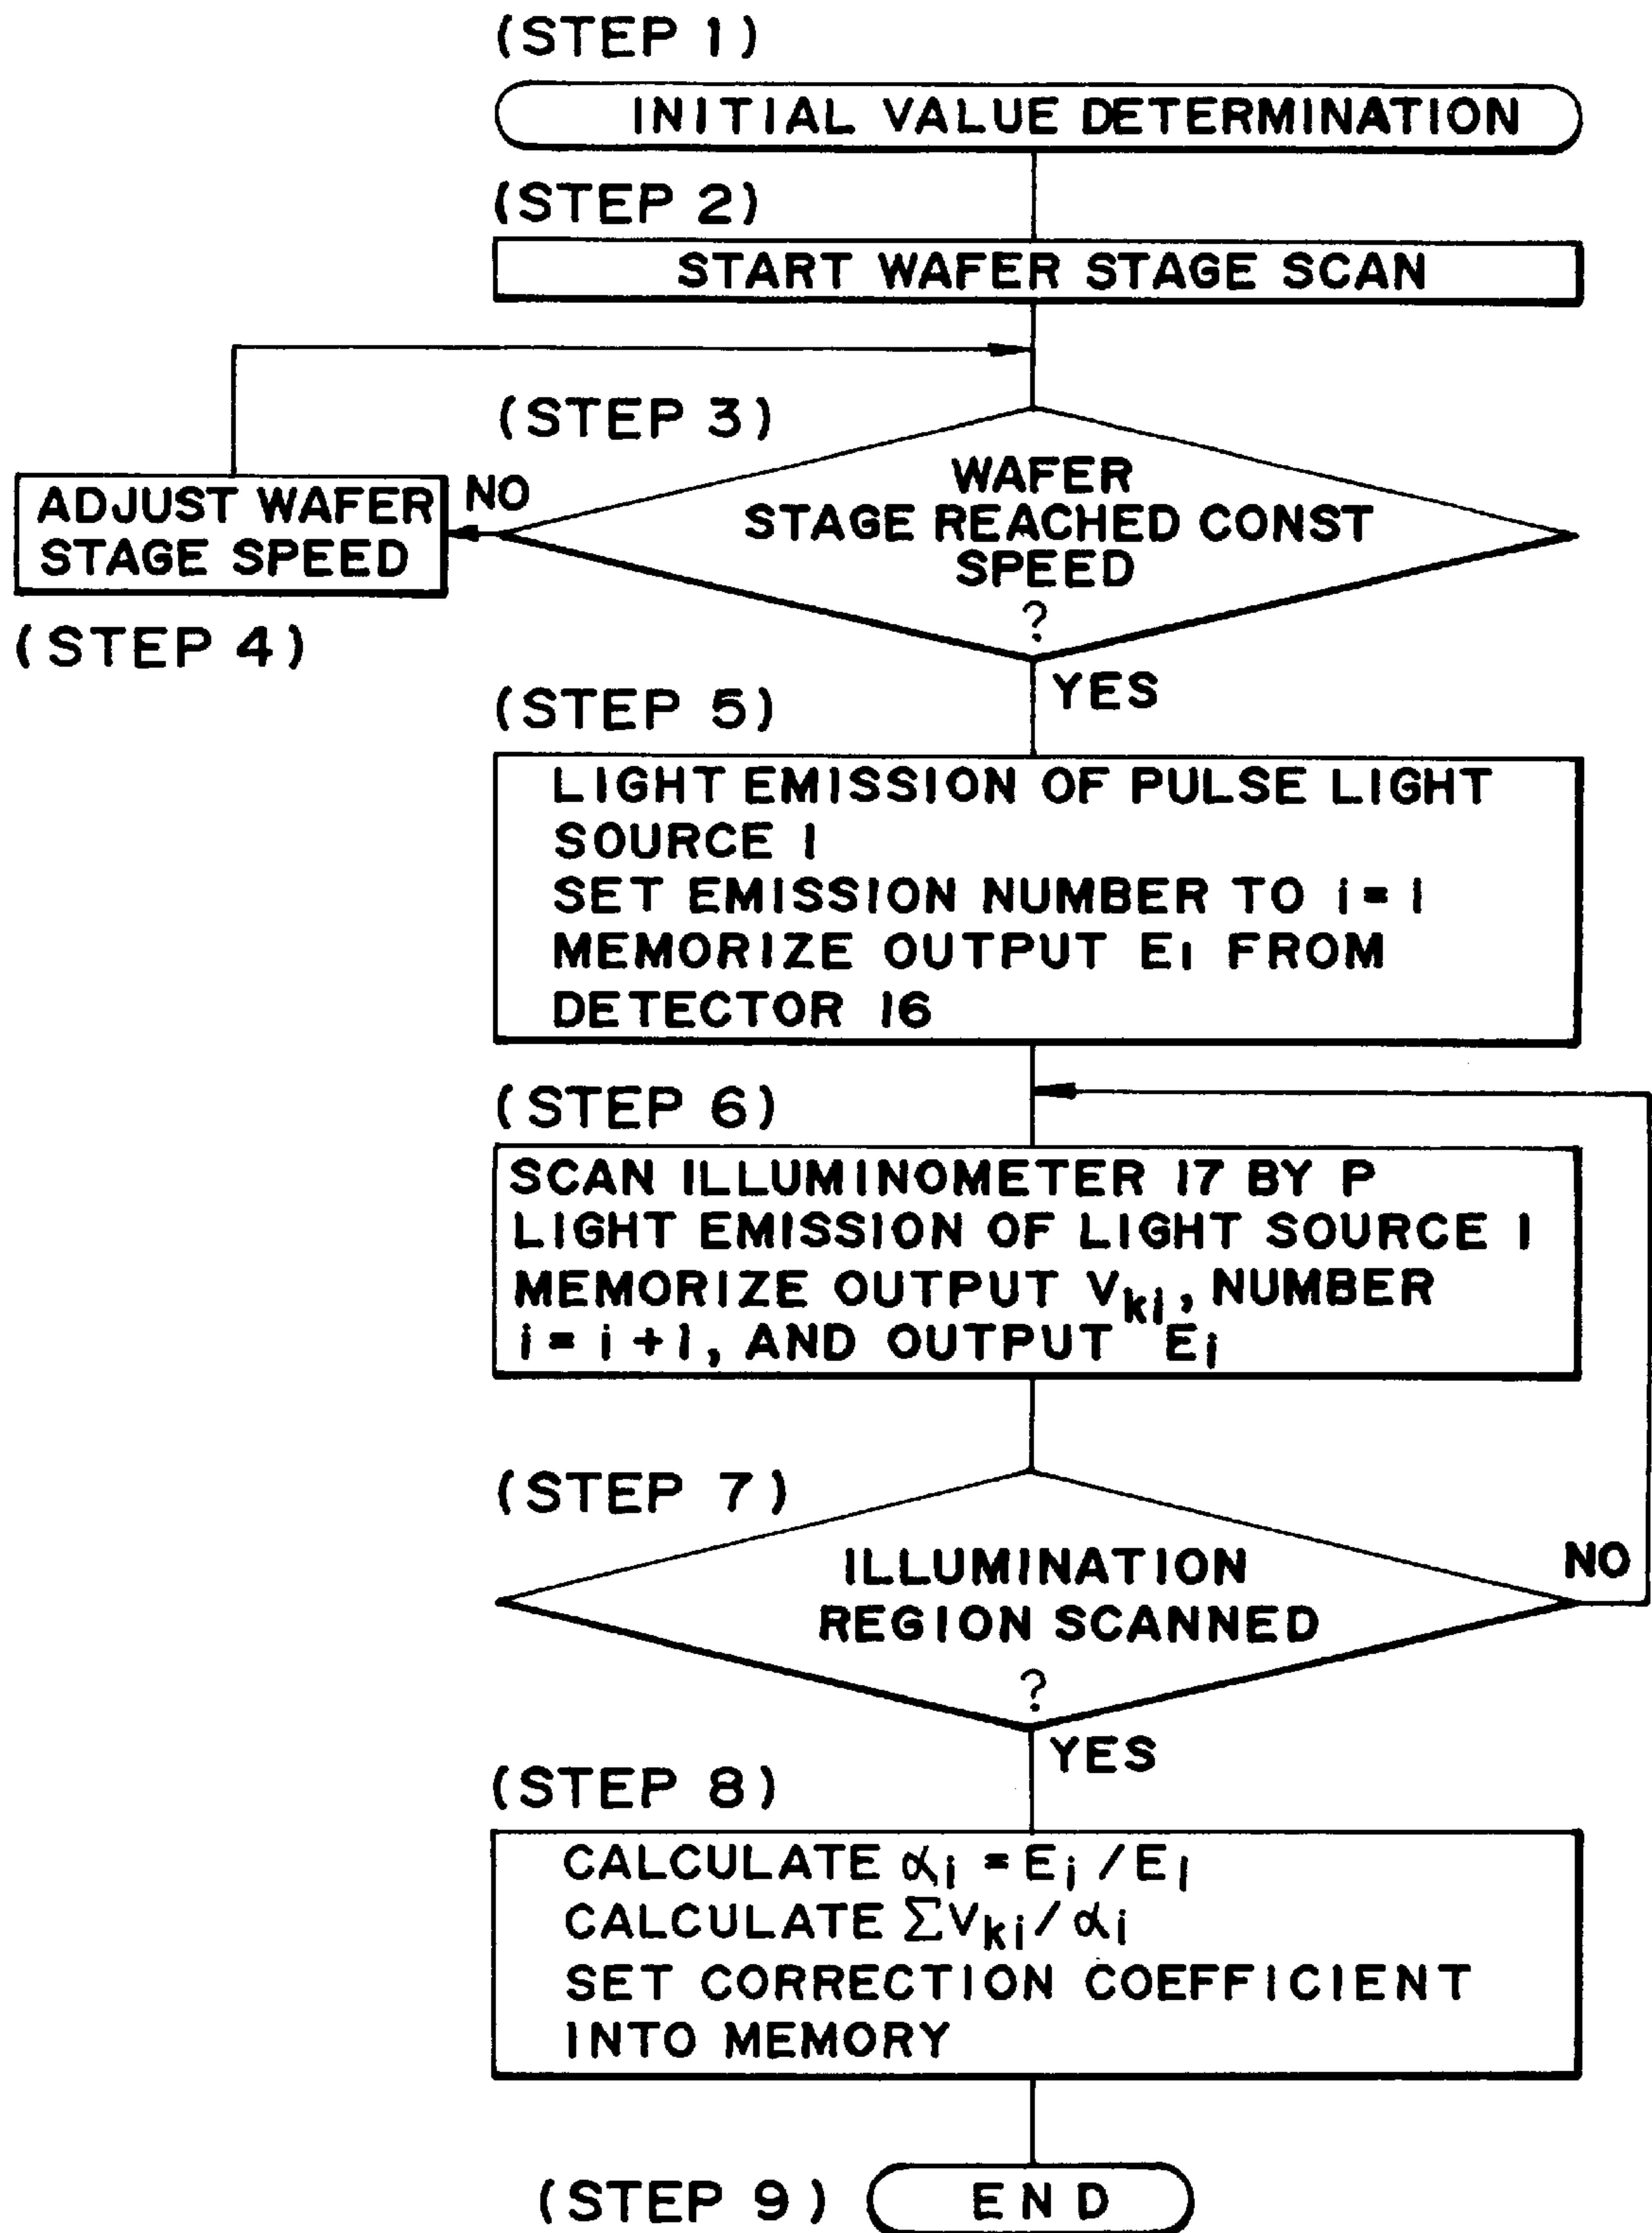 (STEP 1)
INITIAL VALUE DETERMINATION
(STEP 2)
START WAFER STAGE SCAN
(STEP 3)
WAFER
STAGE REACHED CONST
SPEED
?
NO
ADJUST WAFER
STAGE SPEED
(STEP 4)
YES
(STEP 5)
LIGHT EMISSION OF PULSE LIGHT
SOURCE 1
SET EMISSION NUMBER TO i = 1
MEMORIZE OUTPUT E₁ FROM
DETECTOR 16
(STEP 6)
SCAN ILLUMINOMETER 17 BY P
LIGHT EMISSION OF LIGHT SOURCE 1
MEMORIZE OUTPUT Vki, NUMBER
i = i + 1, AND OUTPUT Ei
(STEP 7)
ILLUMINATION
REGION SCANNED
?
NO
YES
(STEP 8)
CALCULATE αi = Ei / E₁
CALCULATE ΣVki / αi
SET CORRECTION COEFFICIENT
INTO MEMORY
(STEP 9)
END